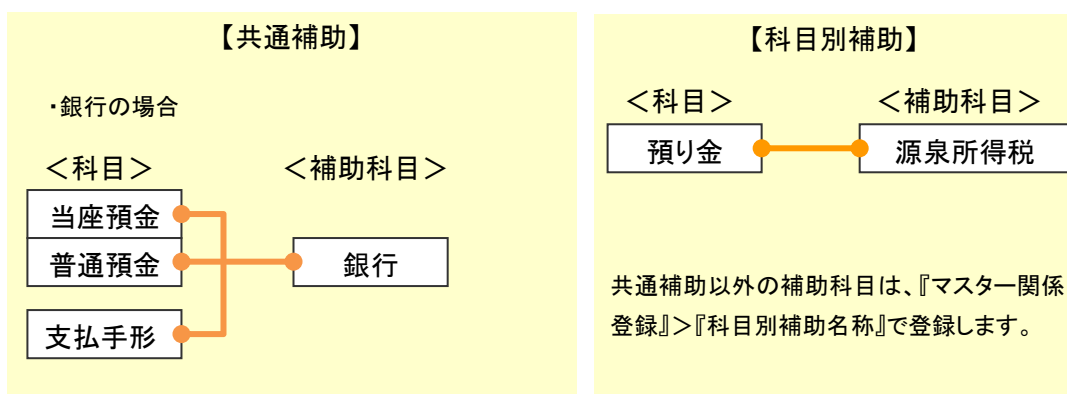 【共通補助】
・銀行の場合
＜科目＞
＜補助科目＞
当座預金
普通預金
銀行
支払手形
【科目別補助】
＜科目＞
＜補助科目＞
預り金
源泉所得税
共通補助以外の補助科目は、『マスター関係
登録』＞『科目別補助名称』で登録します。